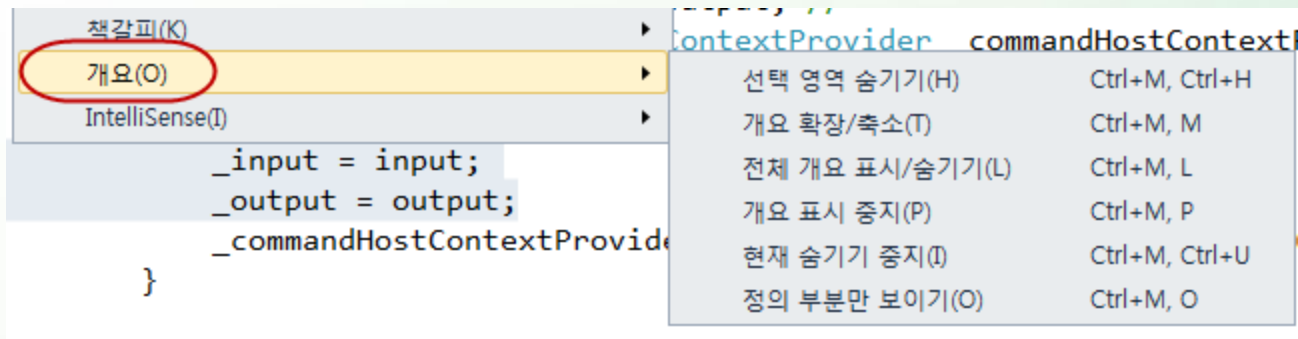 책갈피(K)
ContextProvider commandHostContext
개요(O)
IntelliSense(I)
선택 영역 숨기기(H) Ctrl+M, Ctrl+H
개요 확장/축소(T) Ctrl+M, M
전체 개요 표시/숨기기(L) Ctrl+M, L
개요 표시 중지(P) Ctrl+M, P
현재 숨기기 중지(I) Ctrl+M, Ctrl+U
정의 부분만 보이기(O) Ctrl+M, O
_input = input;
_output = output;
_commandHostContextProvide
}